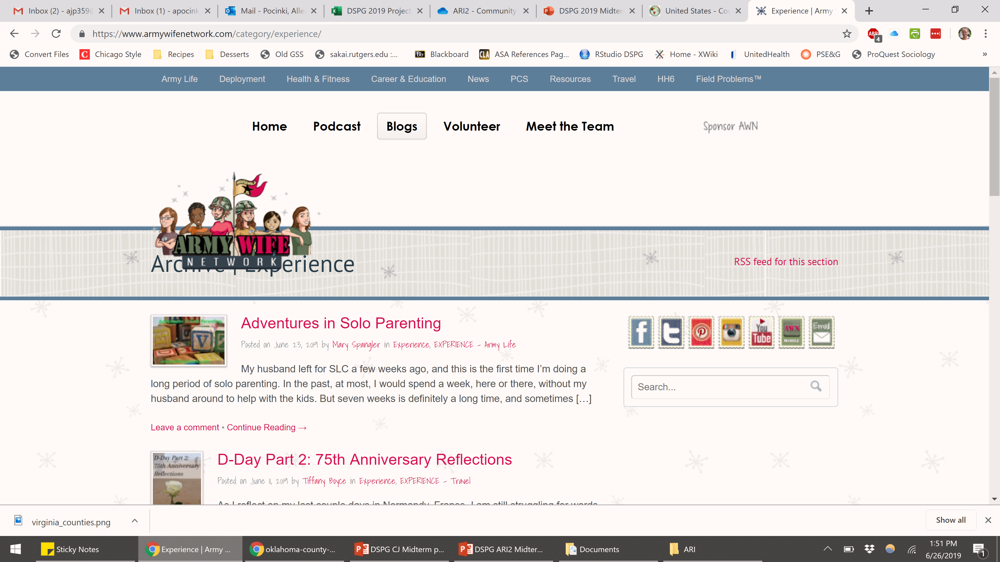 Inbox (2) - ajp359@
Inbox (1) - apocink
Mail - Pocinki, Alle
DSPG 2019 Project
ARI2 - Community
DSPG 2019 Midter
United States - Co
Experience | Army
https://www.armywifenetwork.com/category/experience/
ABP
4
Convert Files
Chicago Style
Recipes
Desserts
Old GSS
sakai.rutgers.edu :...
Bb Blackboard
CLA ASA References Pag...
R RStudio DSPG
Home - XWiki
UnitedHealth
PSE&G
ProQuest Sociology
»
Army Life Deployment Health & Fitness Career & Education News PCS Resources Travel HH6 Field Problems™
Home Podcast Blogs Volunteer Meet the Team Sponsor AWN
HOUSEHOLD
6
ARMY WIFE
NETWORK
Archive | Experience
RSS feed for this section
Adventures in Solo Parenting
Adventures in Solo Parenting
Posted on June 23, 2019 by Mary Spangler in Experience, EXPERIENCE - Army Life
My husband left for SLC a few weeks ago, and this is the first time I’m doing a
long period of solo parenting. In the past, at most, I would spend a week, here or there, without my
husband around to help with the kids. But seven weeks is definitely a long time, and sometimes […]
Leave a comment • Continue Reading →
f t
You
Tube
AWN
MOBILE
Email
Search...
D-Day Part 2:
75th Anniversary
Reflections
D-Day Part 2: 75th Anniversary Reflections
Posted on June 11, 2019 by Tiffany Boyce in Experience, EXPERIENCE - Travel
As I reflect on my last couple days in Normandy, France, I am still struggling for words
virginia_counties.png
Show all
Sticky Notes
Experience | Army ...
oklahoma-county-...
DSPG CJ Midterm p...
DSPG ARI2 Midter...
Documents
ARI
1:51 PM
6/26/2019
1